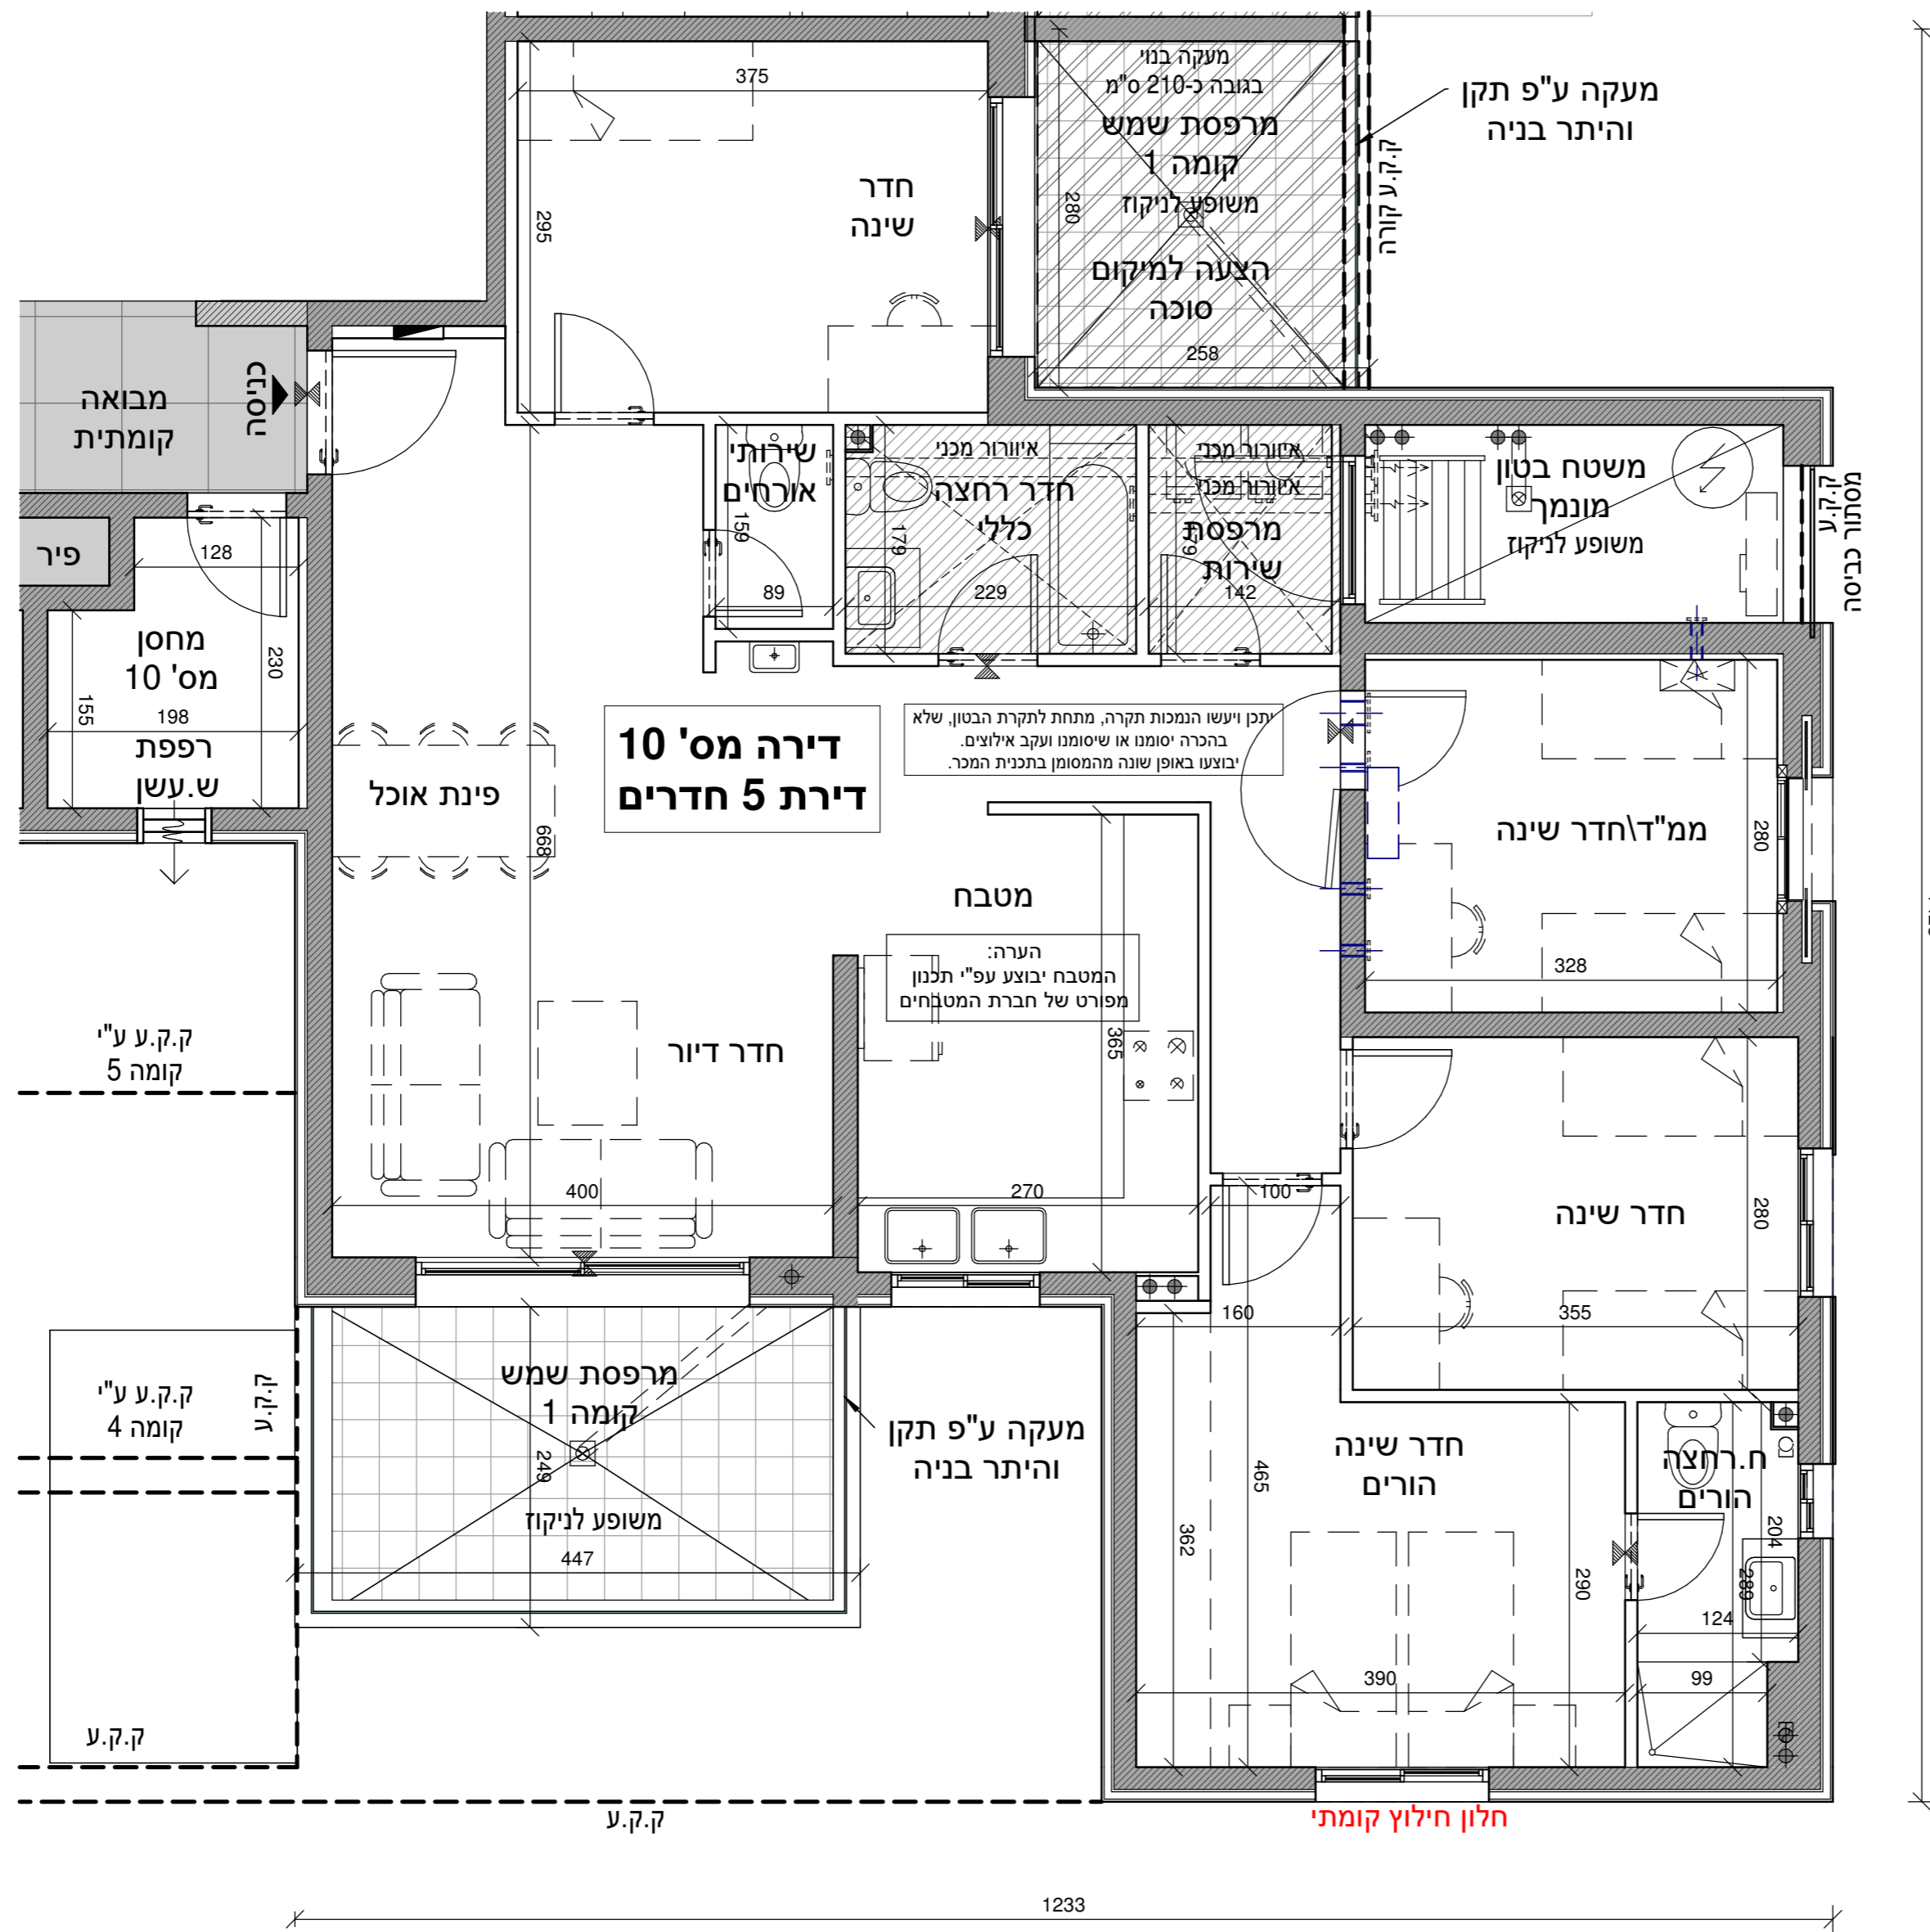 מעקה בנוי
בגובה כ-210 ס"מ
מרפסת שמש
קומה 1
משופע לניקוז
הצעה למיקום
סוכה
280
258
מעקה ע"פ תקן
והיתר בניה
ק.ק.ע קורה
375
295
חדר
שינה
מבואה
קומתית
כניסה
פיר
128
מחסן
מס' 10
230
155
198
רפפת
ש.עשן
שירותי
אורחים
159
89
איוורור מכני
חדר רחצה
כללי
179
229
איוורור מכני
איוורור מכני
מרפסת
שירות
179
142
משטח בטון
מונמך
משופע לניקוז
ק.ק.ע
מסתור כביסה
דירה מס' 10
דירת 5 חדרים
יתכן ויעשו הנמכות תקרה, מתחת לתקרת הבטון, שלא
בהכרה יסומנו או שיסומנו ועקב אילוצים.
יבוצעו באופן שונה מהמסומן בתכנית המכר.
פינת אוכל
668
ממ"ד\חדר שינה
280
328
מטבח
הערה:
המטבח יבוצע עפ"י תכנון
מפורט של חברת המטבחים
365
חדר דיור
400
270
100
חדר שינה
280
355
160
ק.ק.ע ע"י
קומה 5
ק.ק.ע ע"י
קומה 4
ק.ק.ע
ק.ק.ע
מרפסת שמש
קומה 1
249
משופע לניקוז
447
מעקה ע"פ תקן
והיתר בניה
חדר שינה
הורים
465
362
290
390
ח.רחצה
הורים
204
289
124
99
ק.ק.ע
חלון חילוץ קומתי
1233